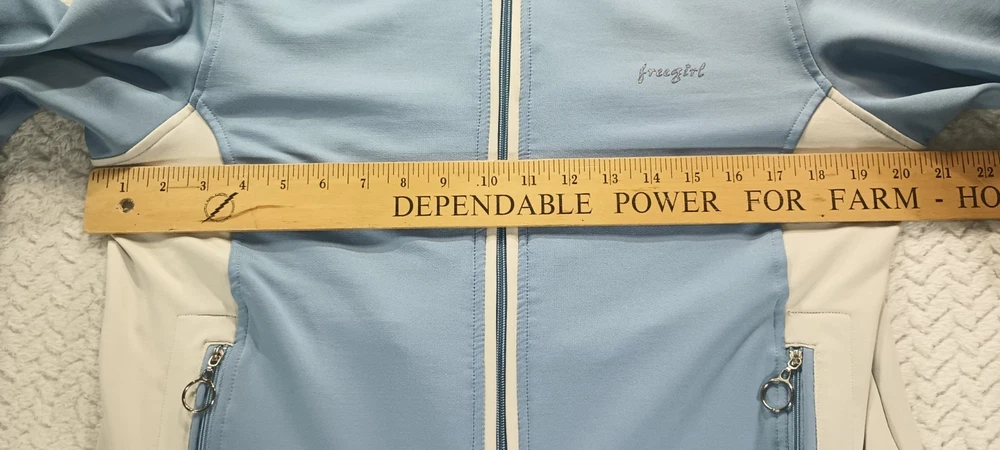 freegirl
1 2 3 4 5 6 7 8 9 10 11 12 13 14 15 16 17 18 19 20 21 22
DEPENDABLE POWER FOR FARM - HO